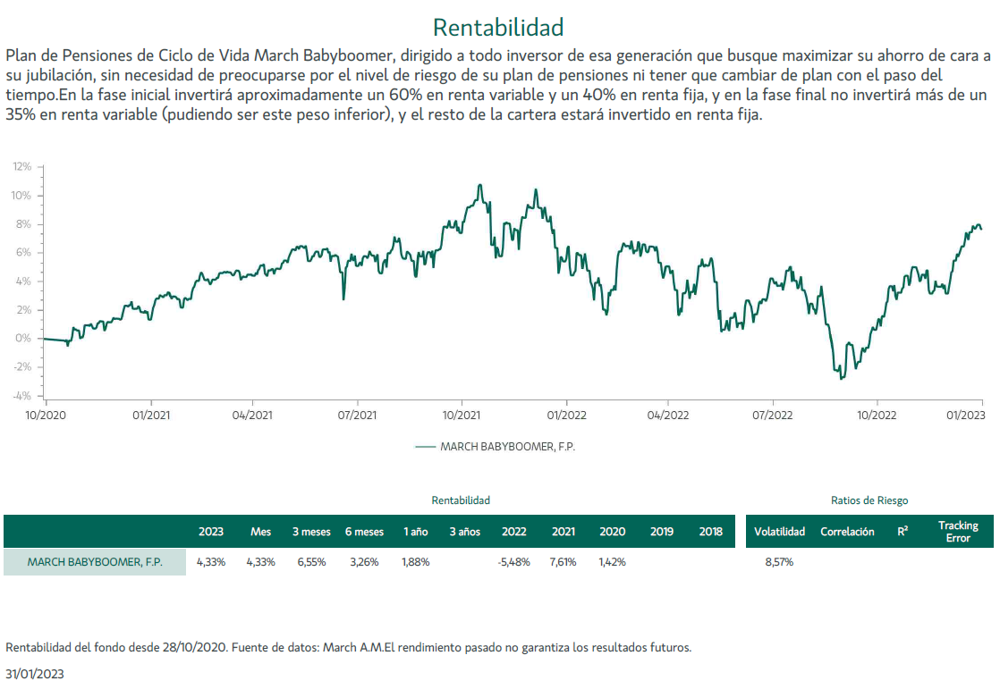 Rentabilidad
Plan de Pensiones de Ciclo de Vida March Babyboomer, dirigido a todo inversor de esa generación que busque maximizar su ahorro de cara a
su jubilación, sin necesidad de preocuparse por el nivel de riesgo de su plan de pensiones ni tener que cambiar de plan con el paso del
tiempo.En la fase inicial invertirá aproximadamente un 60% en renta variable y un 40% en renta fija, y en la fase final no invertirá más de un
35% en renta variable (pudiendo ser este peso inferior), y el resto de la cartera estará invertido en renta fija.
12%
10%
8%
6%
4%
2%
0%
-2%
-4%
10/2020 01/2021 04/2021 07/2021 10/2021 01/2022 04/2022 07/2022 10/2022 01/2023
MARCH BABYBOOMER, F.P.
Rentabilidad Ratios de Riesgo
2023 Mes 3 meses 6 meses 1 año 3 años 2022 2021 2020 2019 2018 Volatilidad Correlación R² Tracking
Error
MARCH BABYBOOMER, F.P. 4,33% 4,33% 6,55% 3,26% 1,88% -5,48% 7,61% 1,42% 8,57%
Rentabilidad del fondo desde 28/10/2020. Fuente de datos: March A.M.El rendimiento pasado no garantiza los resultados futuros.
31/01/2023